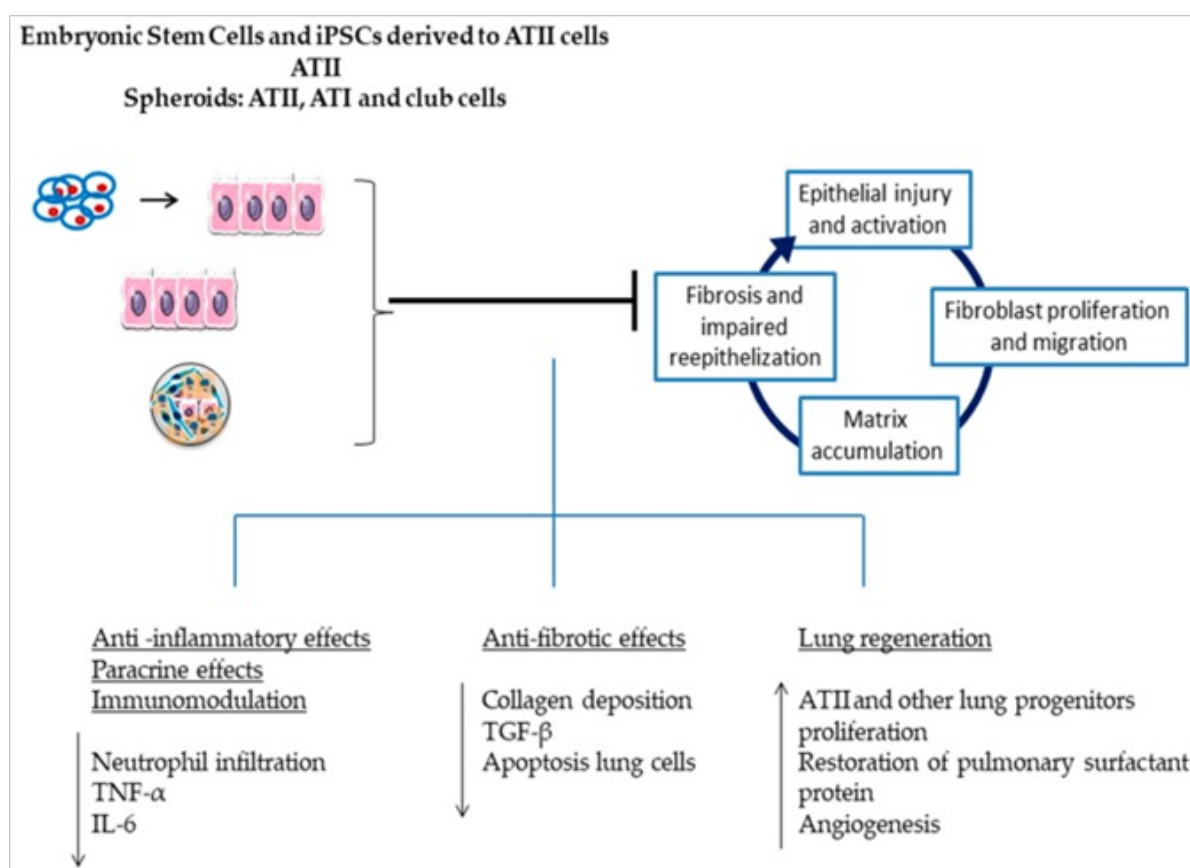 Embryonic Stem Cells and iPSCs derived to ATII cells
ATII
Spheroids: ATII, ATI and club cells
Epithelial injury
and activation
Fibrosis and
impaired
reepithelization
Fibroblast proliferation
and migration
Matrix
accumulation
Anti -inflammatory effects
Paracrine effects
Immunomodulation
Neutrophil infiltration
TNF-α
IL-6
Anti-fibrotic effects
Collagen deposition
TGF-β
Apoptosis lung cells
Lung regeneration
ATII and other lung progenitors
proliferation
Restoration of pulmonary surfactant
protein
Angiogenesis